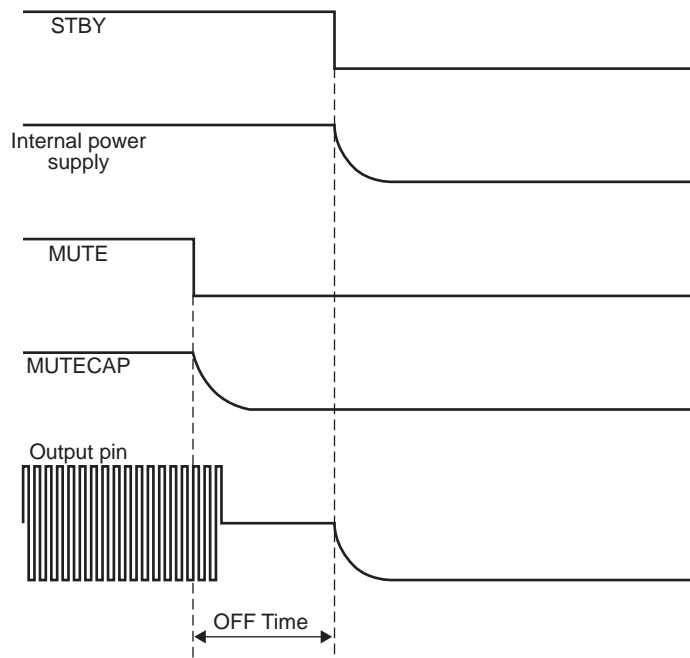 STBY
Internal power
supply
MUTE
MUTECAP
Output pin
OFF Time